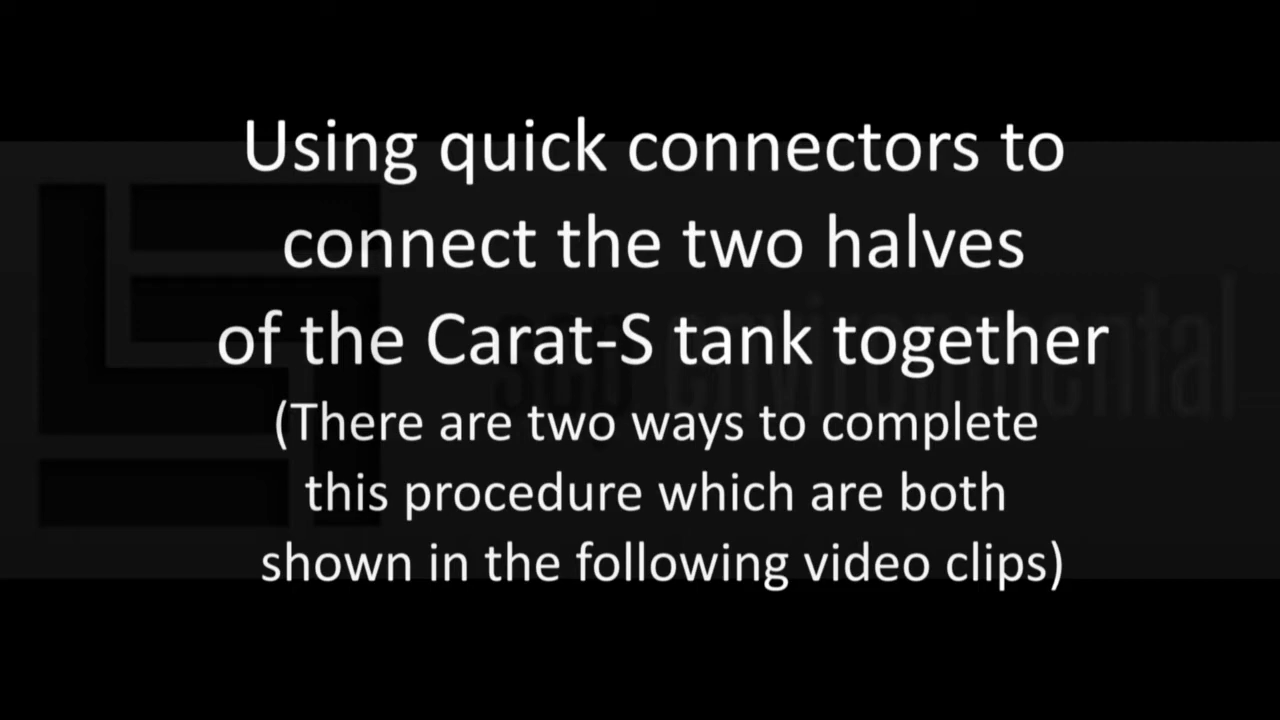 Using quick connectors to
connect the two halves
of the Carat-S tank together
(There are two ways to complete
this procedure which are both
shown in the following video clips)
environmental